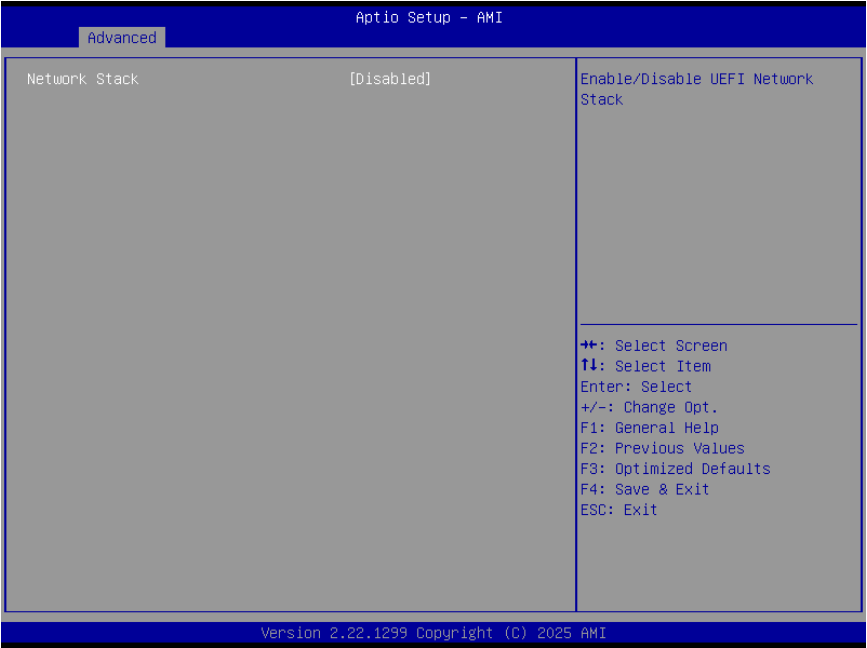 Aptio Setup - AMI
Advanced
Network Stack [Disabled]
Enable/Disable UEFI Network
Stack
→←: Select Screen
↑↓: Select Item
Enter: Select
+/-: Change Opt.
F1: General Help
F2: Previous Values
F3: Optimized Defaults
F4: Save & Exit
ESC: Exit
Version 2.22.1299 Copyright (C) 2025 AMI